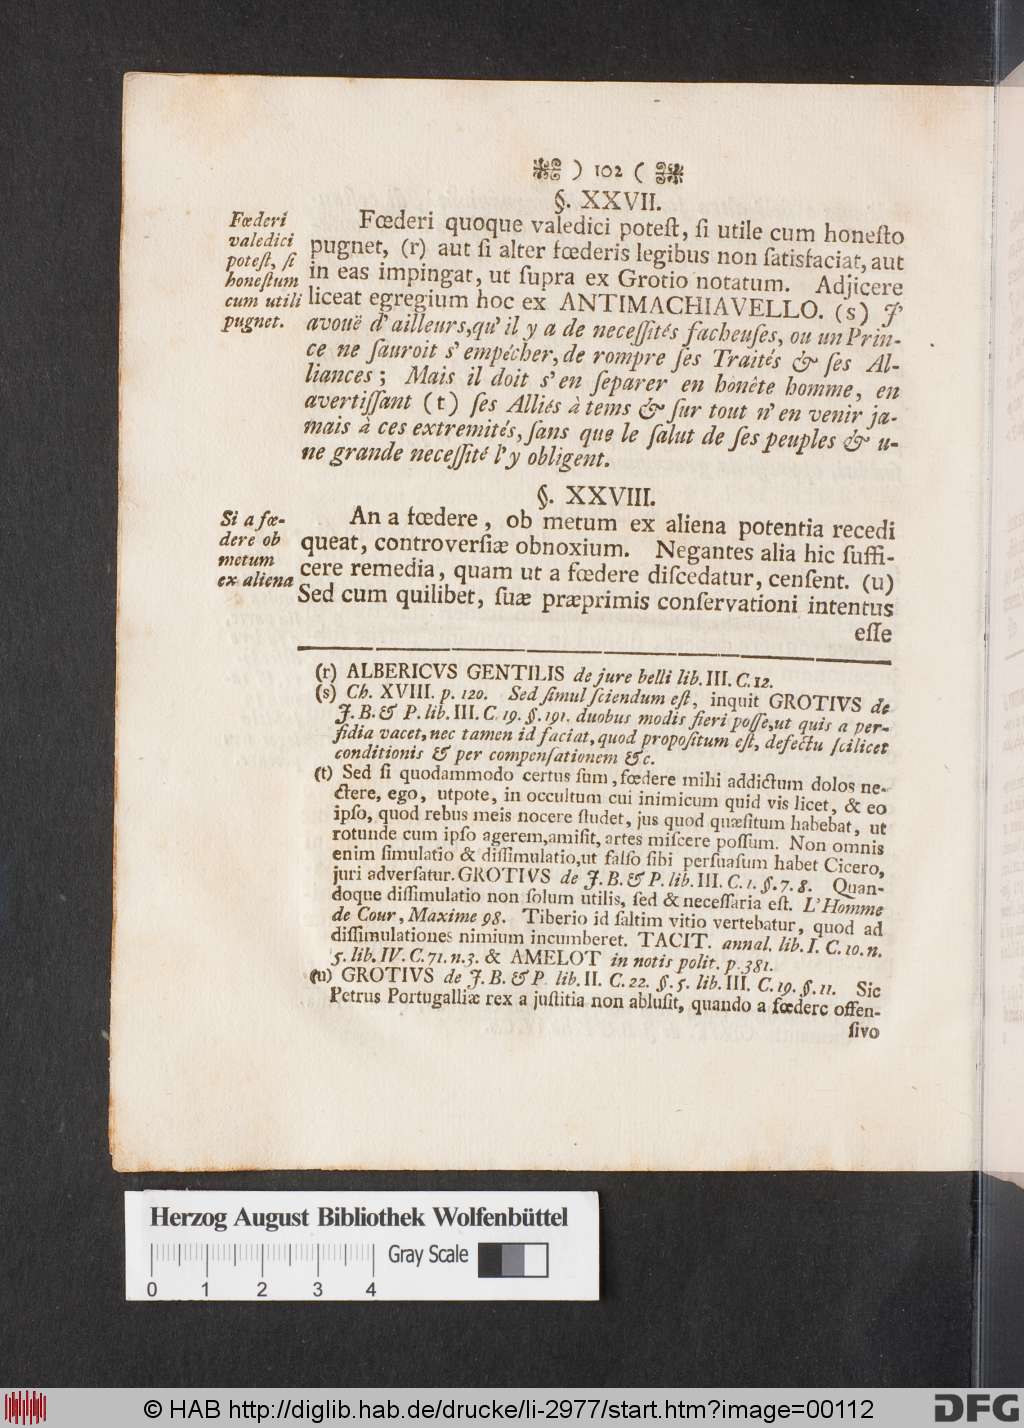 ) 102 (
§. XXVII.
Fœderi
valedici
potest, si
honestum
cum utili
pugnet.
Fœderi quoque valedici potest, si utile cum honesto
pugnet, (r) aut si alter fœderis legibus non satisfaciat, aut
in eas impingat, ut supra ex Grotio notatum. Adjicere
liceat egregium hoc ex ANTIMACHIAVELLO. (s) J'
avouë d' ailleurs, qu' il y a de necessités facheuses, ou un Prin-
ce ne sauroit s' empécher, de rompre ses Traités & ses Al-
liances; Mais il doit s' en separer en honête homme, en
avertissant (t) ses Alliés à tems & sur tout n' en venir ja-
mais à ces extremités, sans que le salut de ses peuples & u-
ne grande necessité l' y obligent.
§. XXVIII.
Si a fœ-
dere ob
metum
ex aliena
An a fœdere, ob metum ex aliena potentia recedi
queat, controversiæ obnoxium. Negantes alia hic suffi-
cere remedia, quam ut a fœdere discedatur, censent. (u)
Sed cum quilibet, suæ præprimis conservationi intentus
esse
(r) ALBERICVS GENTILIS de jure belli lib. III. C. 12.
(s) Ch. XVIII. p. 120. Sed simul sciendum est, inquit GROTIVS de
J. B. & P. lib. III. C. 19. §. 191. duobus modis fieri posse, ut quis a per-
fidia vacet, nec tamen id faciat, quod propositum est, defectu scilicet
conditionis & per compensationem &c.
(t) Sed si quodammodo certus sum, fœdere mihi addictum dolos ne-
ctere, ego, utpote, in occultum cui inimicum quid vis licet, & eo
ipso, quod rebus meis nocere studet, jus quod quæsitum habebat, ut
rotunde cum ipso agerem, amisit, artes miscere possum. Non omnis
enim simulatio & dissimulatio, ut falso sibi persuasum habet Cicero,
juri adversatur. GROTIVS de J. B. & P. lib. III. C. 1. §. 7. 8. Quan-
doque dissimulatio non solum utilis, sed & necessaria est. L' Homme
de Cour, Maxime 98. Tiberio id saltim vitio vertebatur, quod ad
dissimulationes nimium incumberet. TACIT. annal. lib. I. C. 10. n.
5. lib. IV. C. 71. n. 3. & AMELOT in notis polit. p. 381.
(u) GROTIVS de J. B. & P. lib. II. C. 22. §. 5. lib. III. C. 19. §. 11. Sic
Petrus Portugalliæ rex a justitia non ablusit, quando a fœdere offen-
sivo
Herzog August Bibliothek Wolfenbüttel
Gray Scale
0 1 2 3 4
© HAB http://diglib.hab.de/drucke/li-2977/start.htm?image=00112
DFG